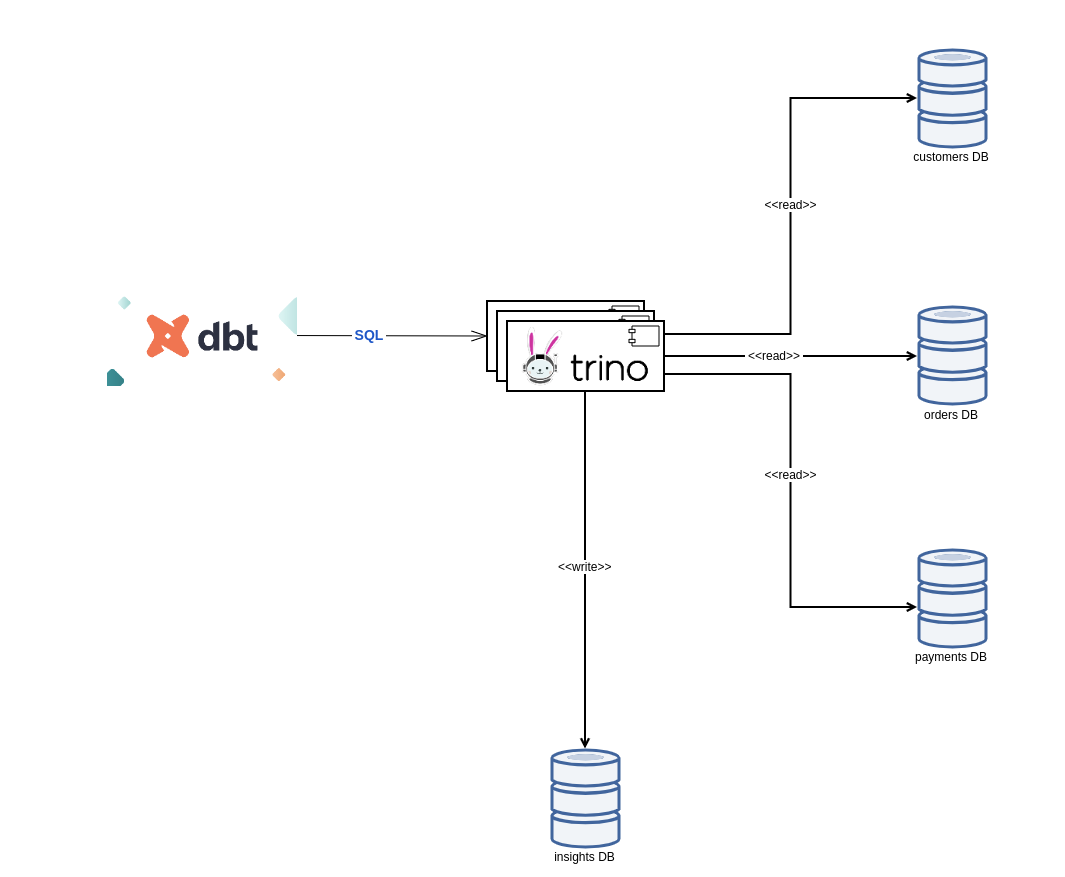 customers DB
<<read>>
dbt
SQL
trino
<<read>>
orders DB
<<read>>
<<write>>
payments DB
insights DB